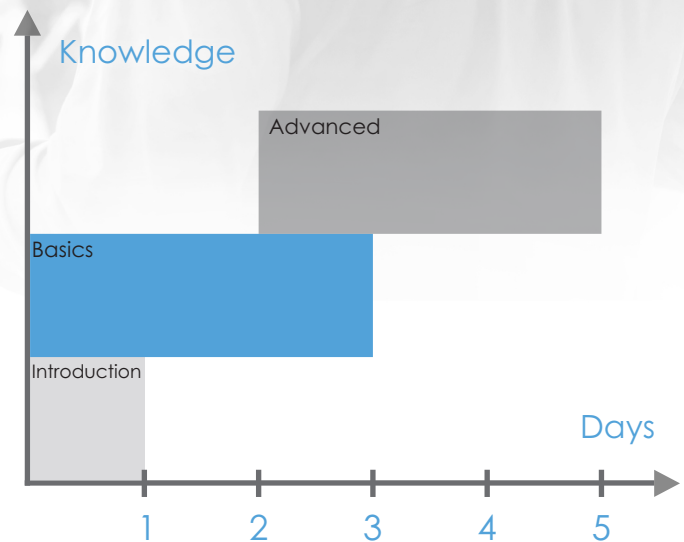 Knowledge
Advanced
Basics
Introduction
Days
1 2 3 4 5